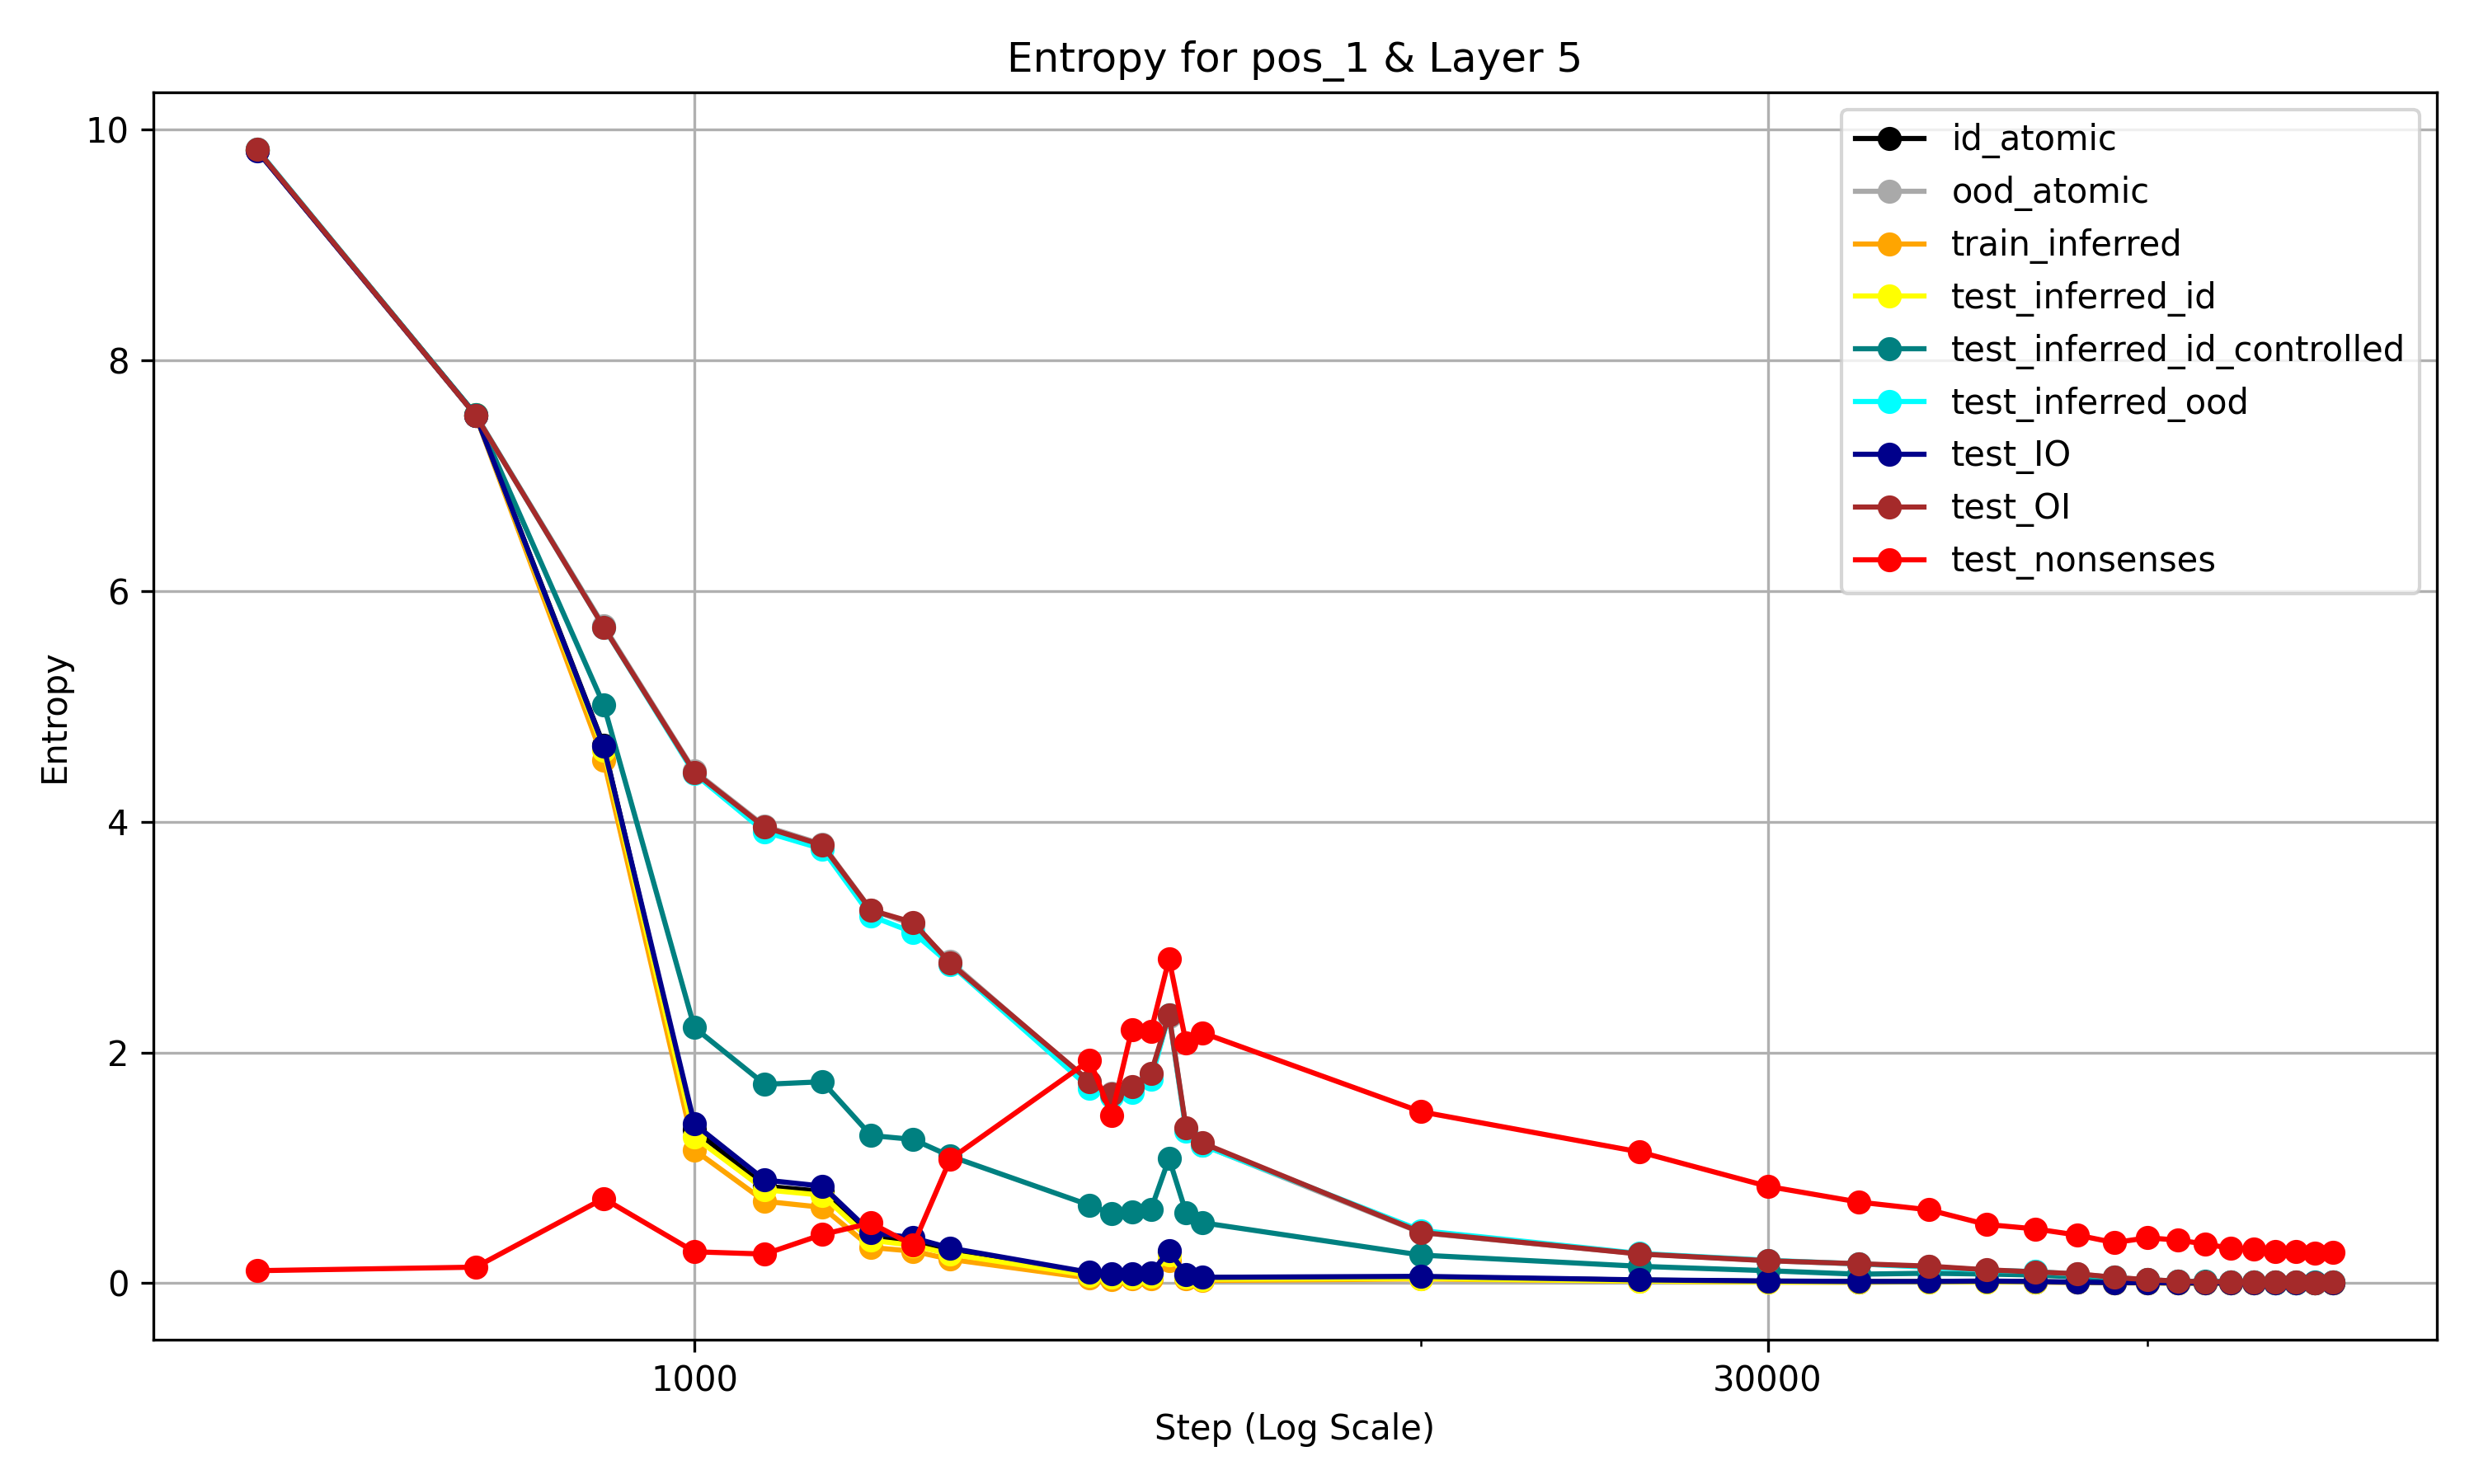 Entropy for pos_1 & Layer 5
10
8
6
4
2
0
Entropy
1000
30000
Step (Log Scale)
id_atomic
ood_atomic
train_inferred
test_inferred_id
test_inferred_id_controlled
test_inferred_ood
test_IO
test_OI
test_nonsenses